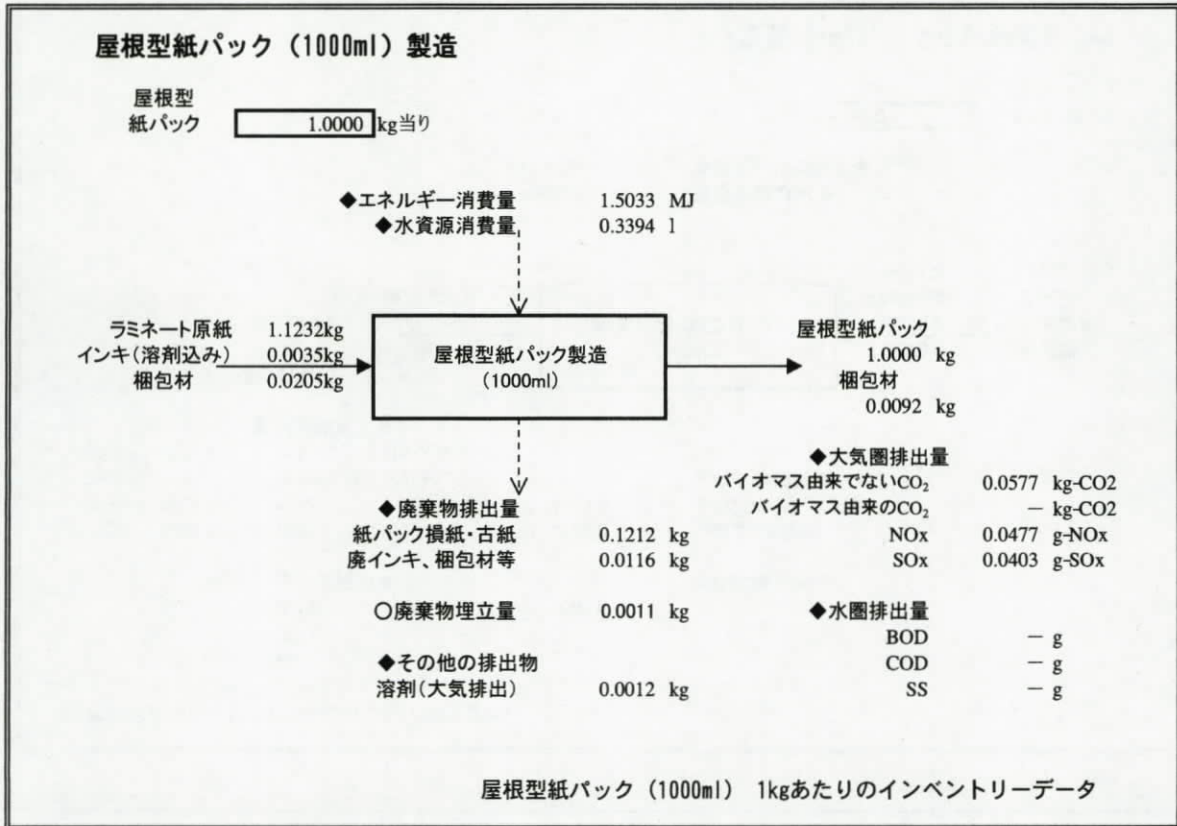 屋根型紙パック（1000ml）製造
屋根型
紙パック 1.0000 kg当り
◆エネルギー消費量 1.5033 MJ
◆水資源消費量 0.3394 l
ラミネート原紙 1.1232kg
インキ（溶剤込み） 0.0035kg
梱包材 0.0205kg
屋根型紙パック製造
（1000ml）
屋根型紙パック
1.0000 kg
梱包材
0.0092 kg
◆大気圏排出量
バイオマス由来でないCO₂ 0.0577 kg-CO2
バイオマス由来のCO₂ － kg-CO2
NOx 0.0477 g-NOx
SOx 0.0403 g-SOx
◆廃棄物排出量
紙パック損紙・古紙 0.1212 kg
廃インキ、梱包材等 0.0116 kg
○廃棄物埋立量 0.0011 kg
◆その他の排出物
溶剤（大気排出） 0.0012 kg
◆水圏排出量
BOD － g
COD － g
SS － g
屋根型紙パック（1000ml） 1kgあたりのインベントリーデータ